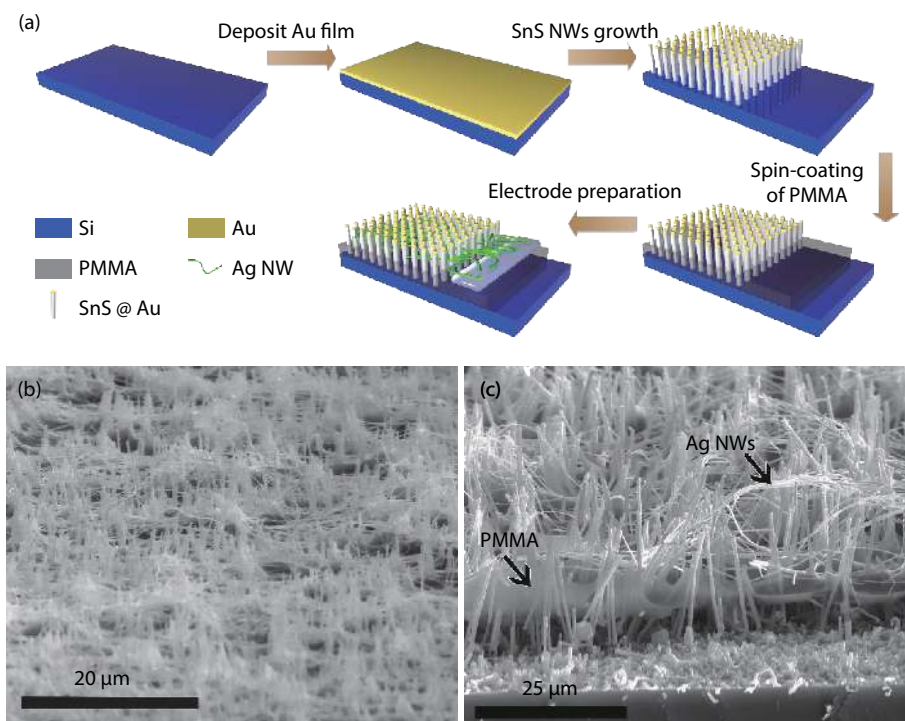 (a)
Deposit Au film
SnS NWs growth
Spin-coating
of PMMA
Electrode preparation
Si
Au
PMMA
Ag NW
SnS @ Au
(b)
20 µm
(c)
Ag NWs
PMMA
25 µm